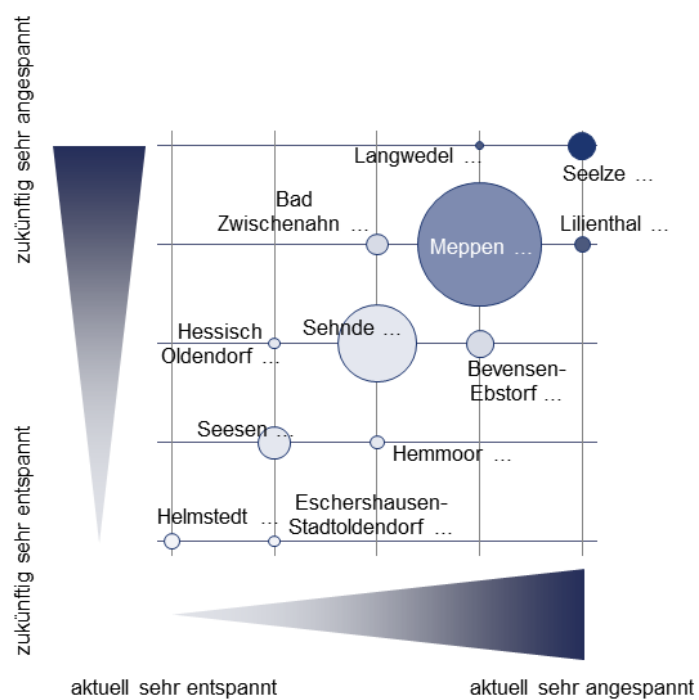 zukünftig sehr angespannt
Langwedel …
Seelze …
Bad
Zwischenahn …
Lilienthal …
Meppen …
Sehnde …
Hessisch
Oldendorf …
Bevensen-
Ebstorf …
Seesen …
Hemmoor …
zukünftig sehr entspannt
Helmstedt …
Eschershausen-
Stadtoldendorf …
aktuell sehr entspannt
aktuell sehr angespannt